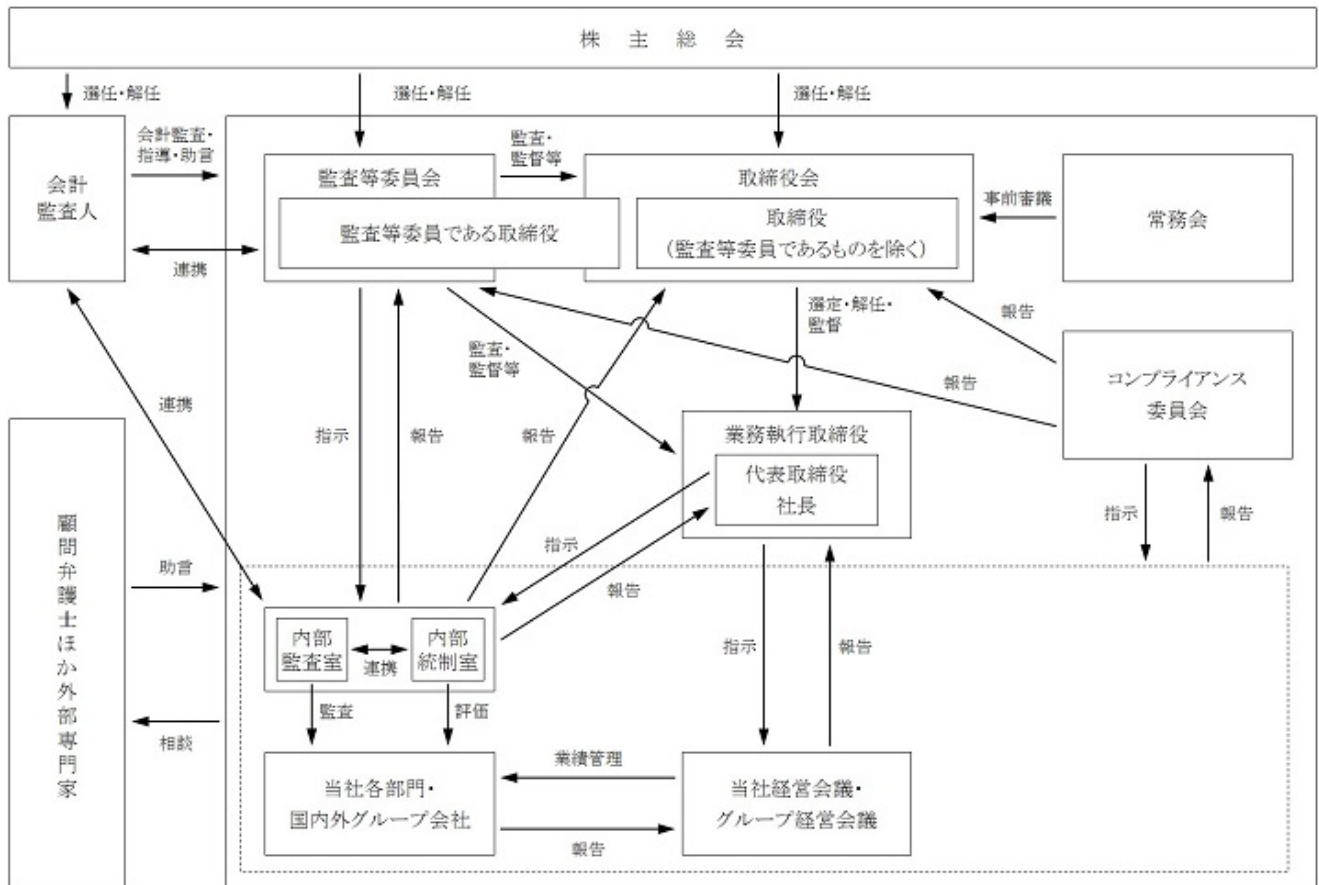 株主総会
選任・解任
選任・解任
選任・解任
会計
監査人
会計監査・
指導・助言
連携
監査等委員会
監査等委員である取締役
監査・
監督等
取締役会
取締役
(監査等委員であるものを除く)
事前審議
常務会
報告
コンプライアンス
委員会
報告
選定・解任・
監督
監査・
監督等
連携
指示
報告
報告
業務執行取締役
代表取締役
社長
指示
報告
指示
報告
顧問弁護士ほか外部専門家
助言
相談
内部
監査室
連携
内部
統制室
指示
報告
監査
評価
当社各部門・
国内外グループ会社
業績管理
報告
当社経営会議・
グループ経営会議